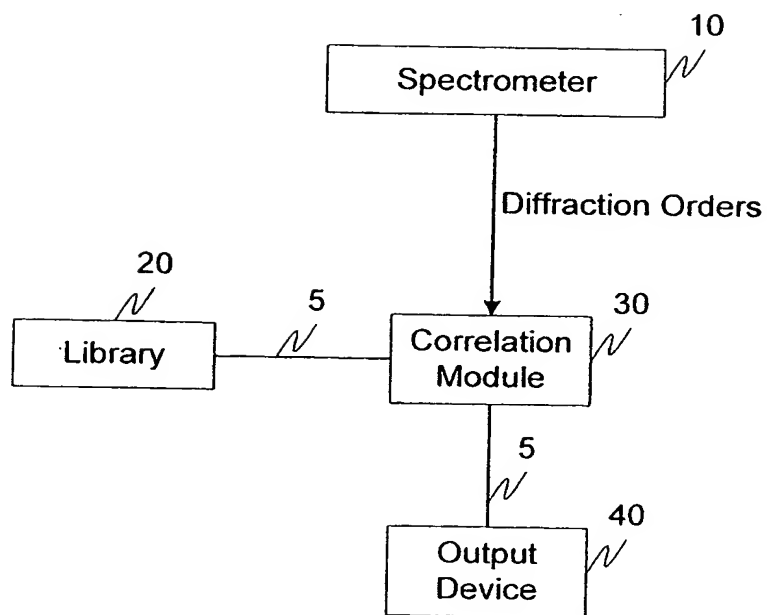 10
Spectrometer
Diffraction Orders
20
5
30
Library
Correlation
Module
5
40
Output
Device